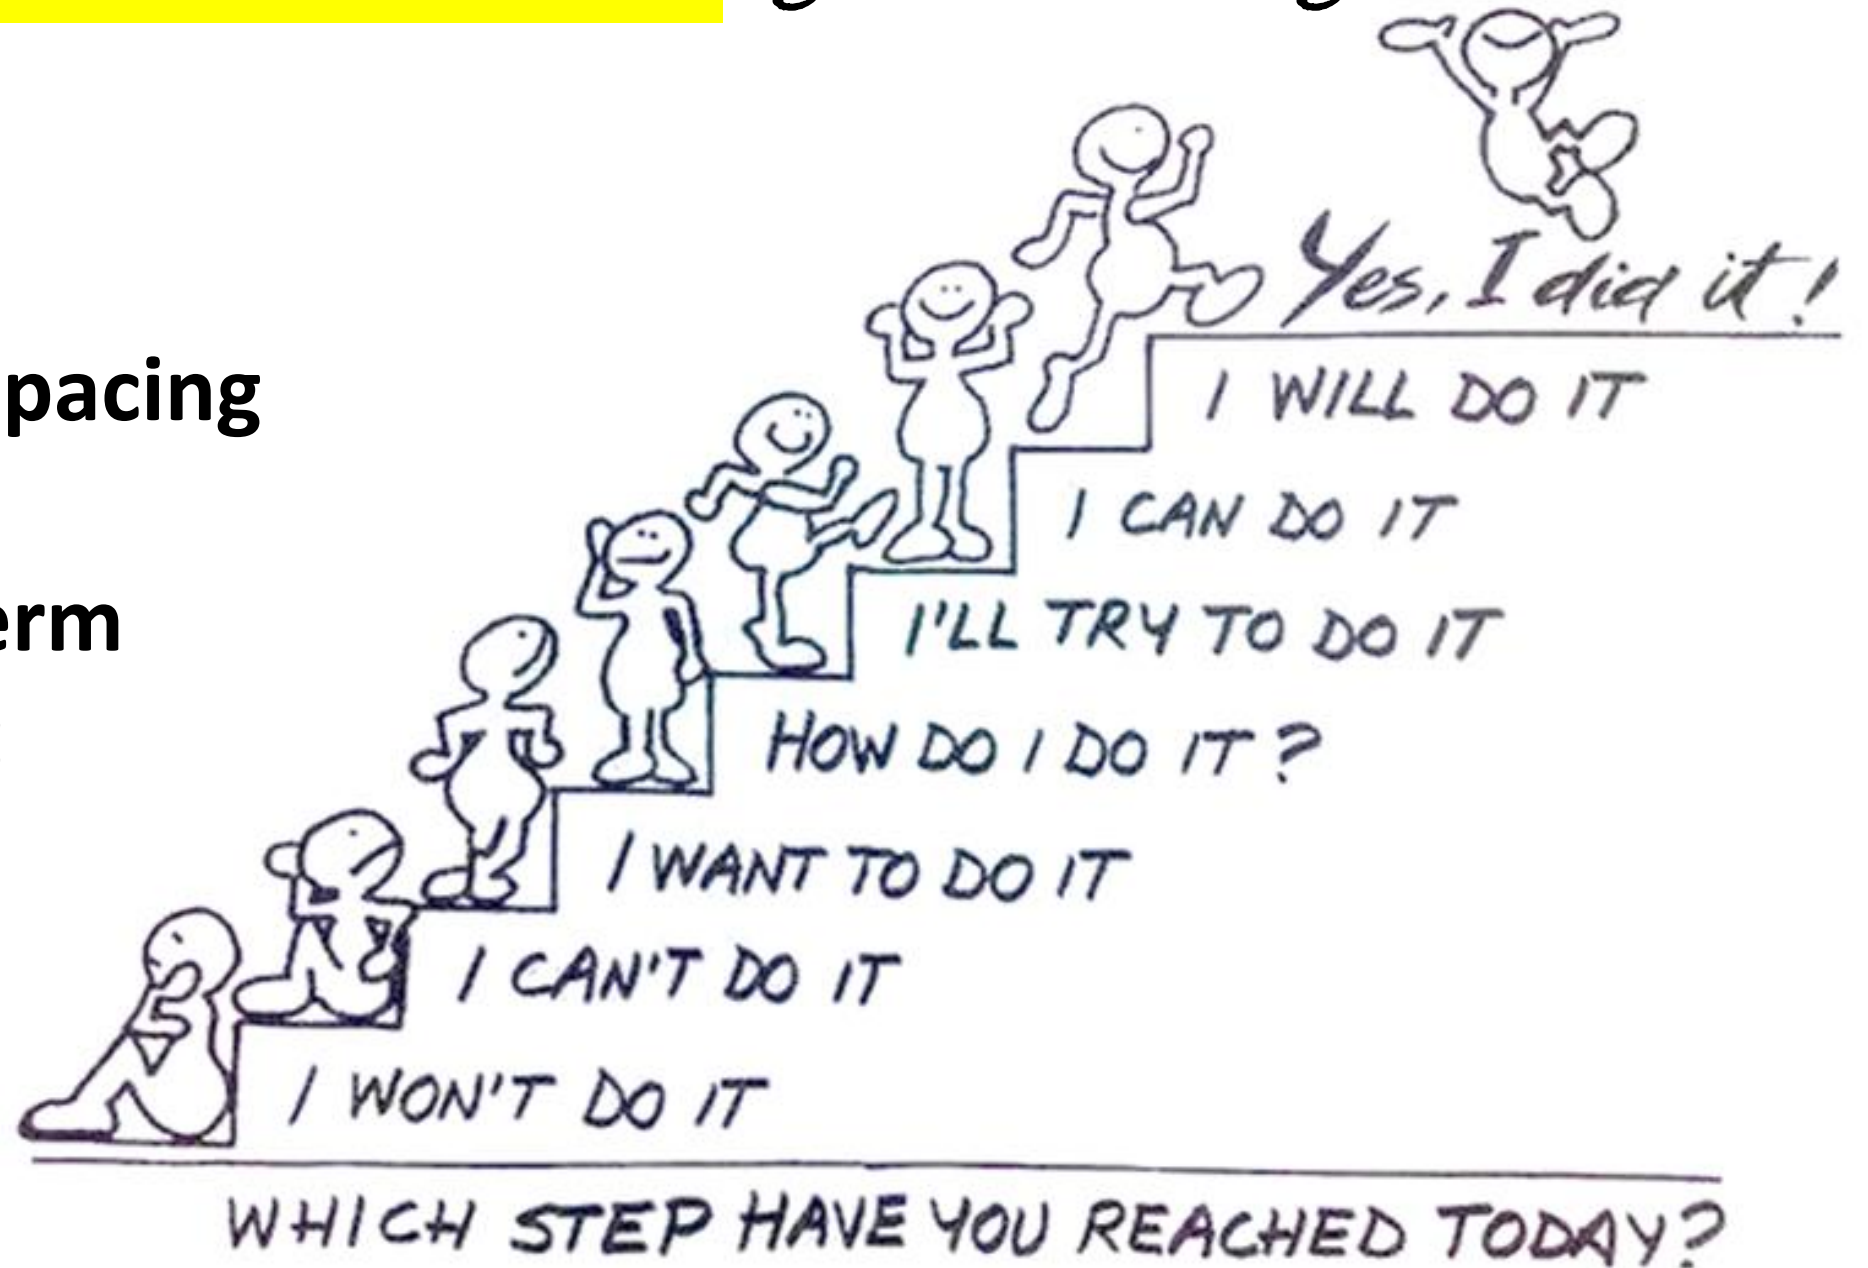 pacing
erm
Yes, I did it!
I WILL DO IT
I CAN DO IT
I'LL TRY TO DO IT
HOW DO I DO IT?
I WANT TO DO IT
I CAN'T DO IT
I WON'T DO IT
WHICH STEP HAVE YOU REACHED TODAY?